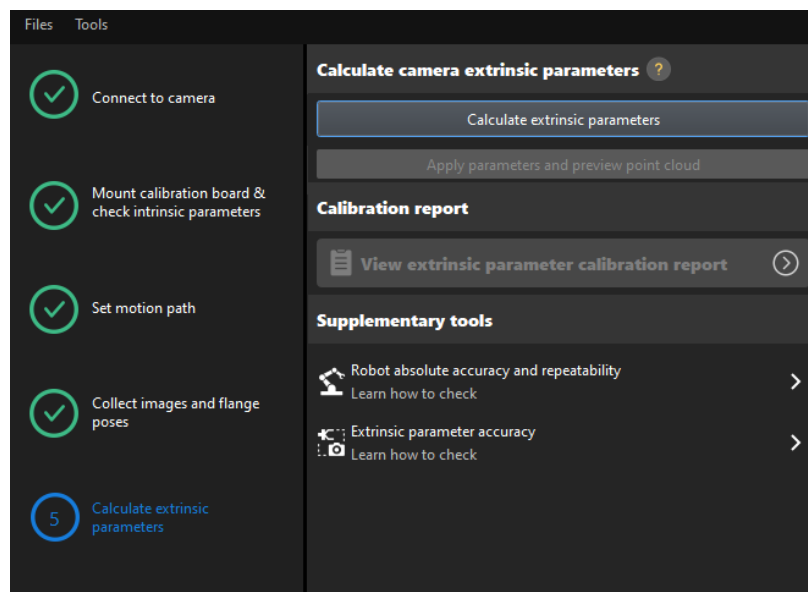 Files Tools
Connect to camera
Mount calibration board &
check intrinsic parameters
Set motion path
Collect images and flange
poses
5
Calculate extrinsic
parameters
Calculate camera extrinsic parameters ?
Calculate extrinsic parameters
Apply parameters and preview point cloud
Calibration report
View extrinsic parameter calibration report
Supplementary tools
Robot absolute accuracy and repeatability
Learn how to check
Extrinsic parameter accuracy
Learn how to check